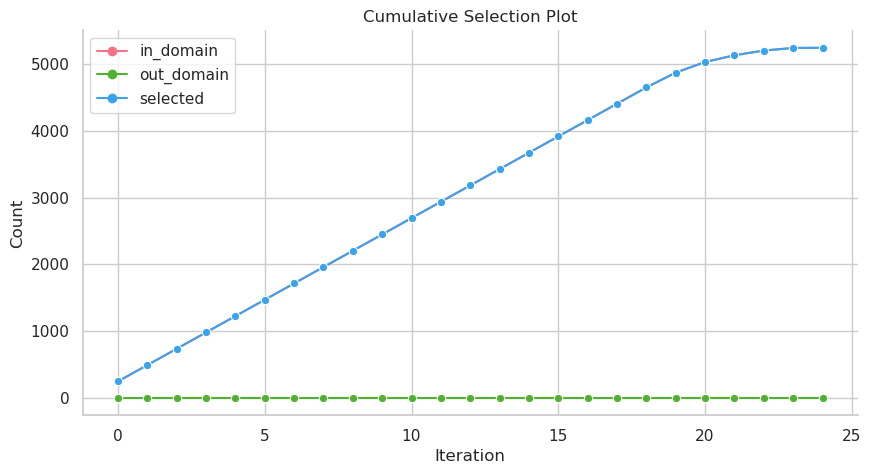 Cumulative Selection Plot
in_domain
out_domain
selected
5000
4000
3000
2000
1000
0
Count
0 5 10 15 20 25
Iteration